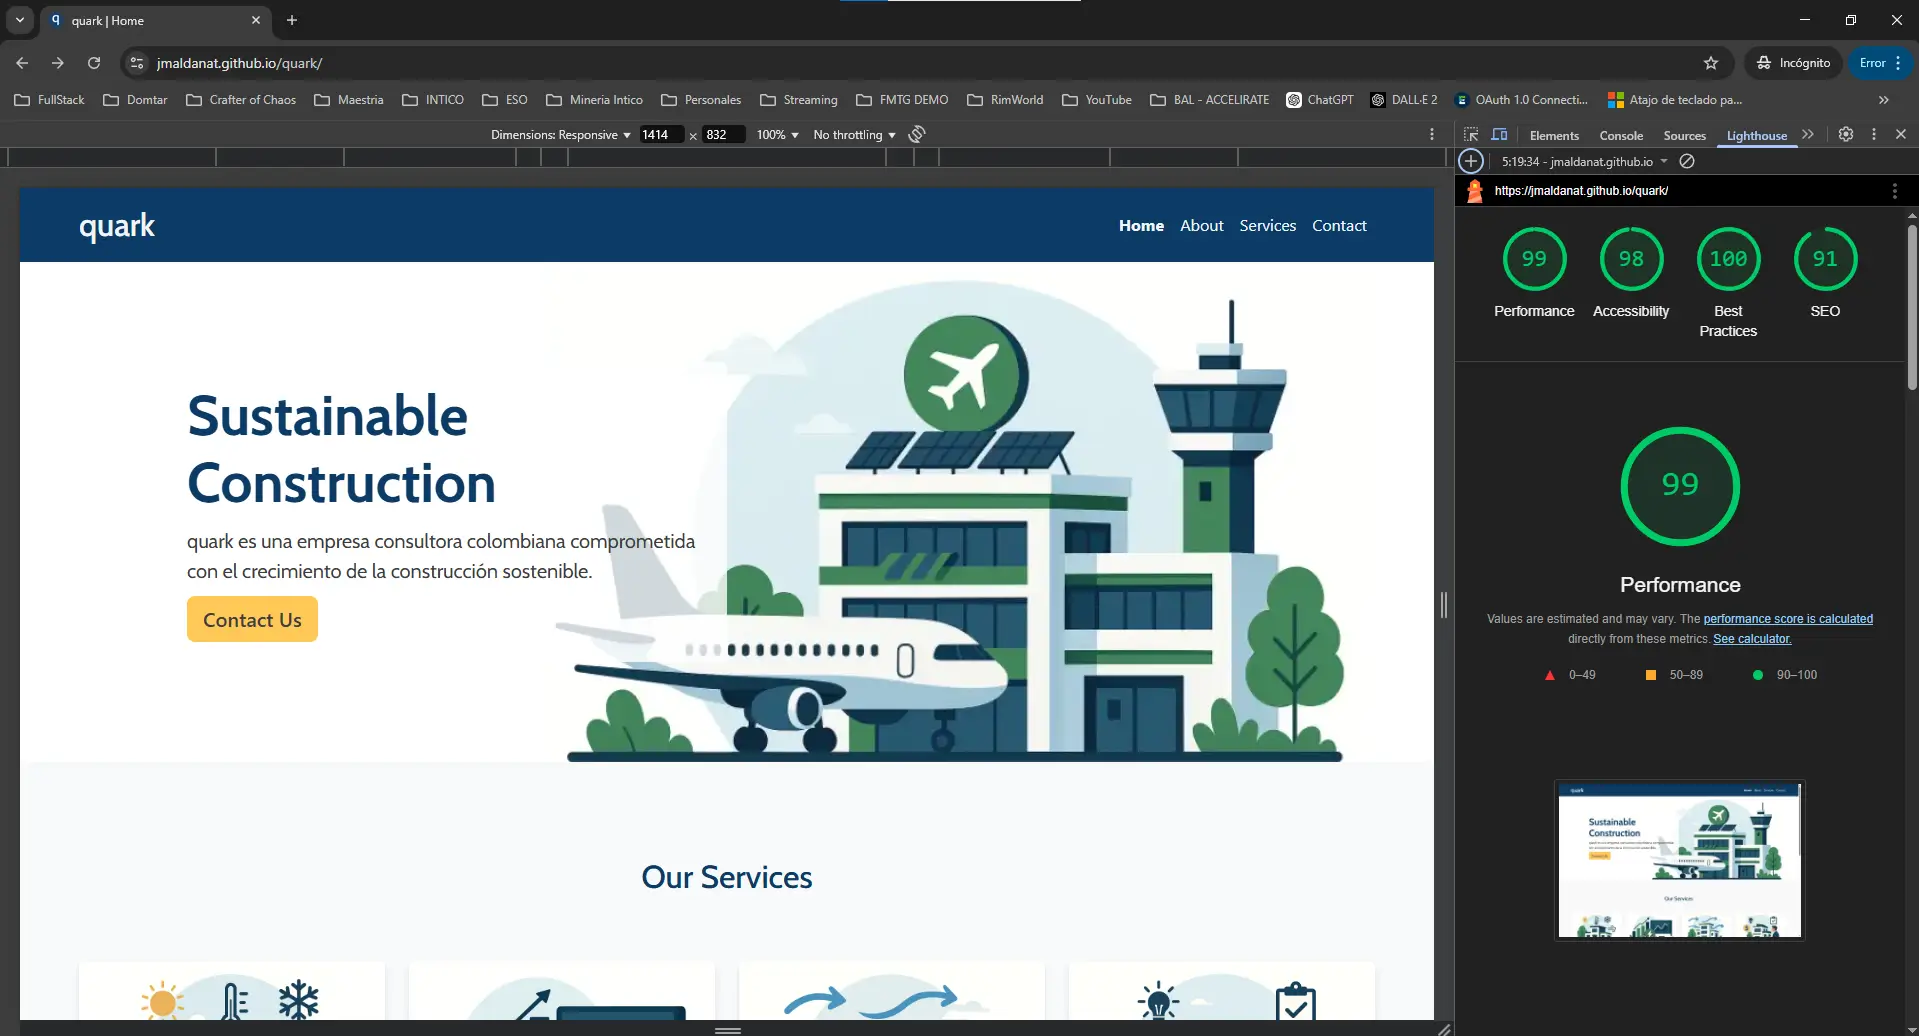 quark | Home
jmaldanat.github.io/quark/
Incógnito
Error
FullStack
Domtar
Crafter of Chaos
Maestria
INTICO
ESO
Mineria Intico
Personales
Streaming
FMTG DEMO
RimWorld
YouTube
BAL - ACCELIRATE
ChatGPT
DALL·E 2
OAuth 1.0 Connecti...
Atajo de teclado pa...
Dimensions: Responsive
1414 × 832
100%
No throttling
Elements
Console
Sources
Lighthouse
5:19:34 - jmaldanat.github.io
https://jmaldanat.github.io/quark/
quark
Home
About
Services
Contact
Sustainable
Construction
quark es una empresa consultora colombiana comprometida
con el crecimiento de la construcción sostenible.
Contact Us
Our Services
99
98
100
91
Performance
Accessibility
Best
Practices
SEO
99
Performance
Values are estimated and may vary. The performance score is calculated
directly from these metrics. See calculator.
0–49
50–89
90–100
quark
Sustainable
Construction
Our Services